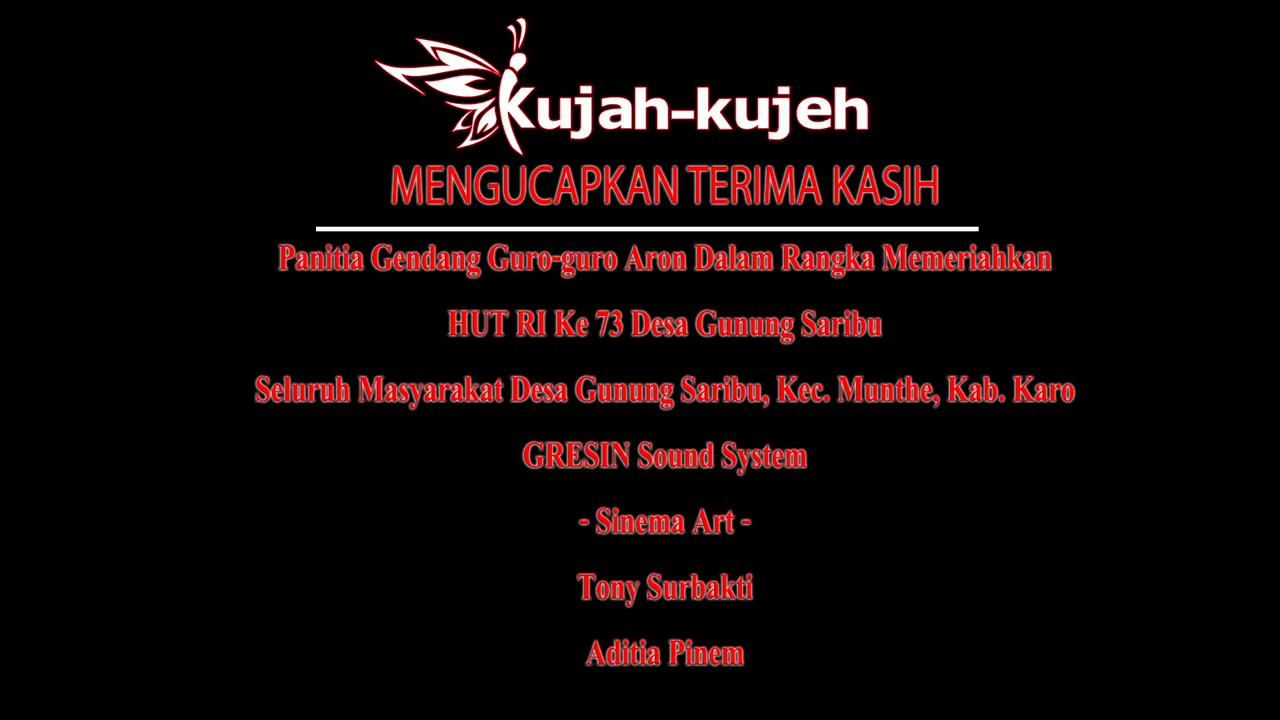 Kujah-kujeh
MENGUCAPKAN TERIMA KASIH
Panitia Gendang Guro-guro Aron Dalam Rangka Memeriahkan
HUT RI Ke 73 Desa Gunung Saribu
Seluruh Masyarakat Desa Gunung Saribu, Kec. Munthe, Kab. Karo
GRESIN Sound System
- Sinema Art -
Tony Surbakti
Aditia Pinem